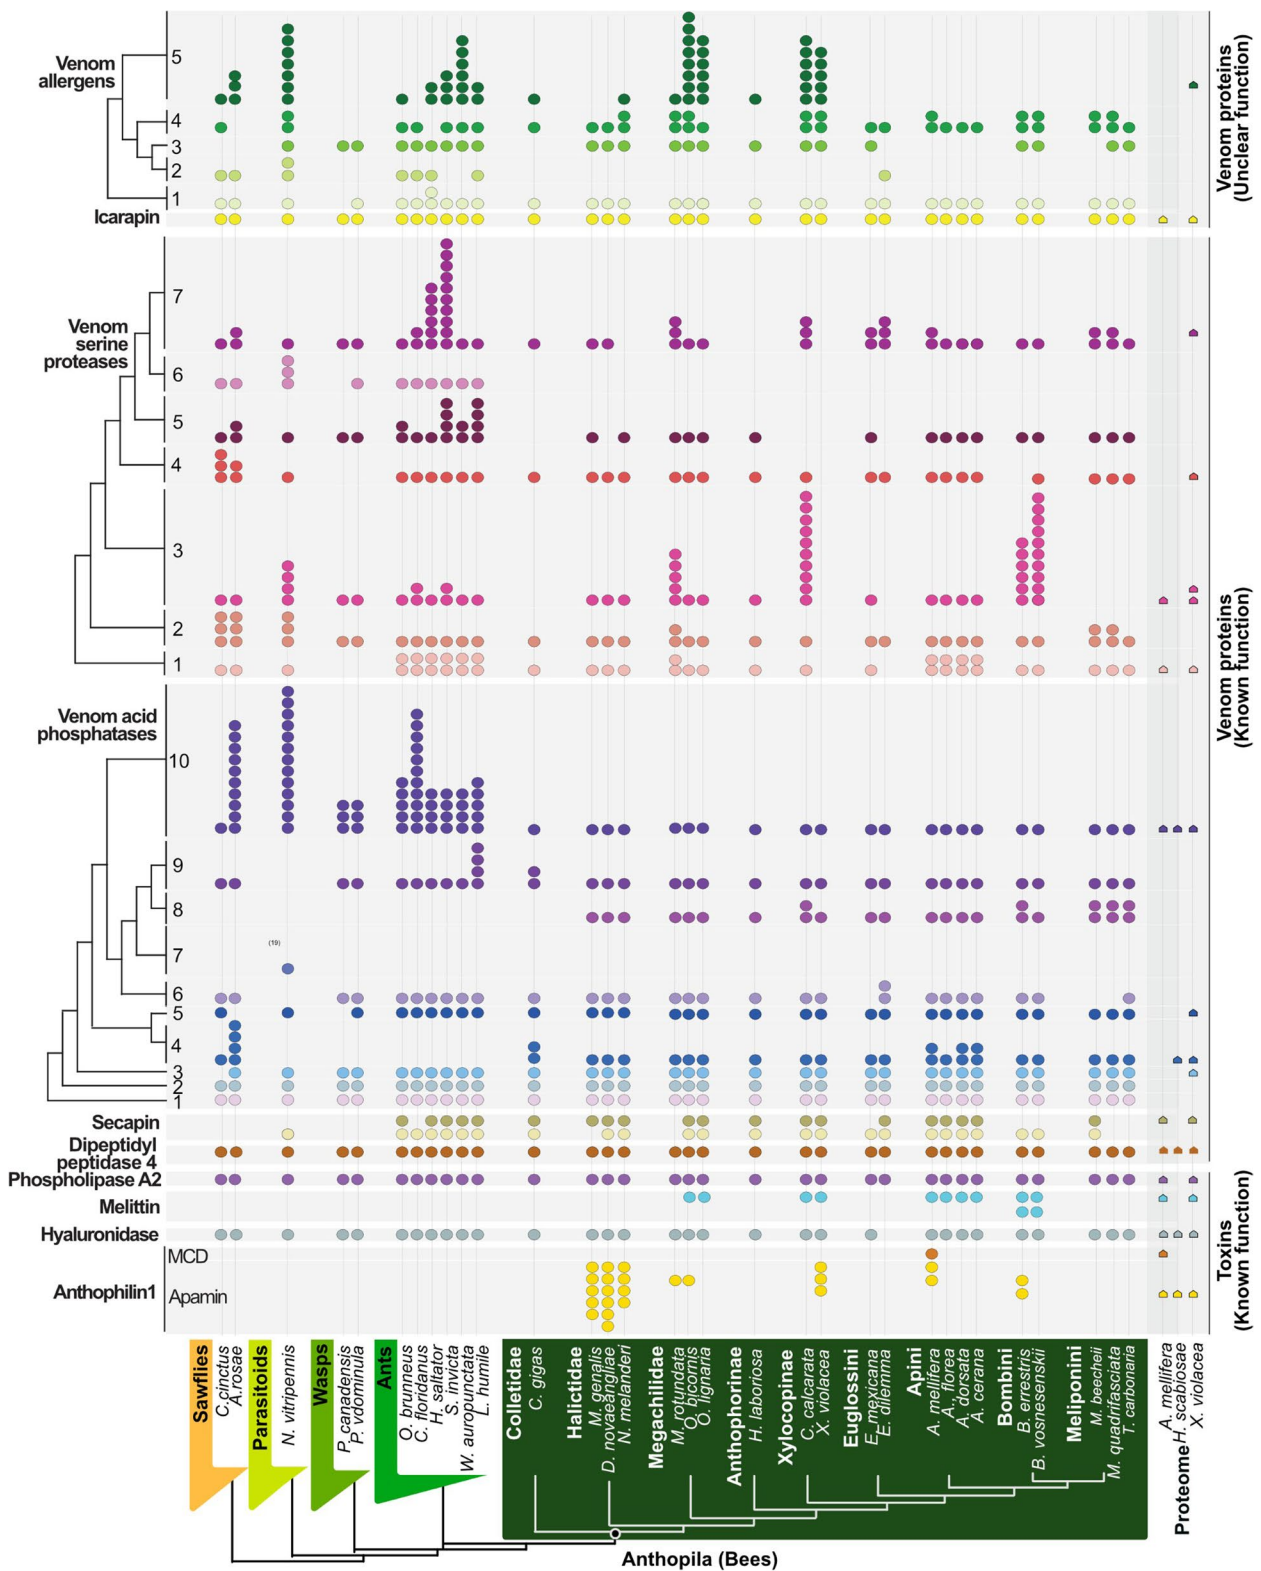 Venom
allergens
5
4
3
2
1
Icarapin
Venom proteins
(Unclear function)
Venom
serine
proteases
7
6
5
4
3
2
1
Venom acid
phosphatases
10
9
8
(19)
7
6
5
4
3
2
1
Venom proteins
(Known function)
Secapin
Dipeptidyl
peptidase 4
Phospholipase A2
Melittin
Hyaluronidase
MCD
Anthophilin1
Apamin
Toxins
(Known function)
Sawflies
C.cinctus
A.rosae
Parasitoids
N. vitripennis
Wasps
P. canadensis
P. vdominula
Ants
O. brunneus
C. floridanus
H. saltator
S. invicta
W. auropunctata
L. humile
Colletidae
C. gigas
Halictidae
M. genalis
D. novaeangliae
N. melanderi
Megachilidae
M. rotundata
O. bicornis
O. lignaria
Anthophorinae
H. laboriosa
Xylocopinae
C. calcarata
X. violacea
Euglossini
E. mexicana
E. dilemma
Apini
A. mellifera
A., florea
A. dorsata
A. cerana
Bombini
B. errestris
B. vosnesenskii
Meliponini
M. beecheii
M. quadrifasciata
T. carbonaria
Proteome
A. mellifera
H. scabiosae
X. violacea
Anthopila (Bees)